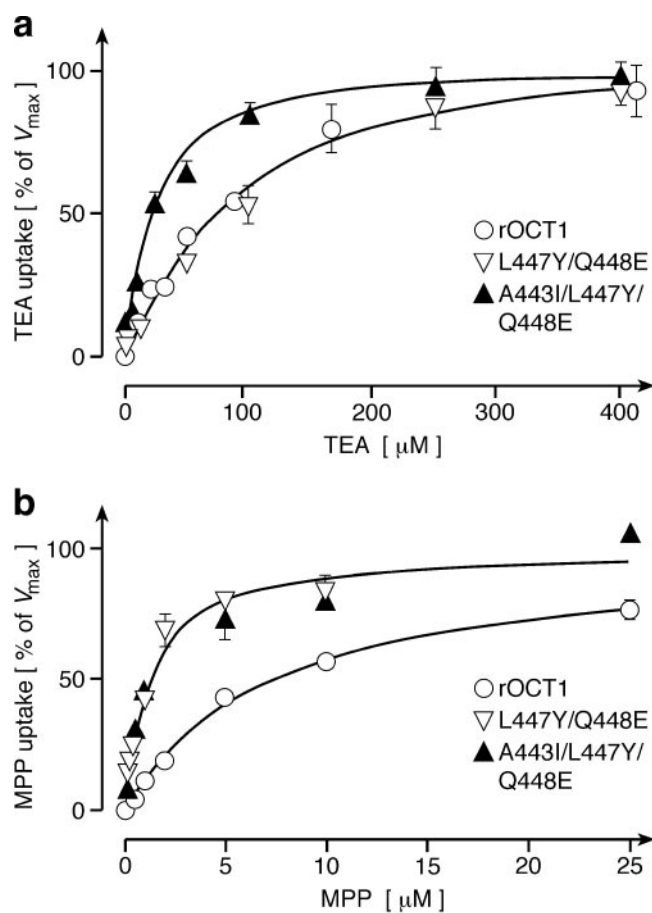 a
TEA uptake [ % of Vmax]
100
50
0
rOCT1
L447Y/Q448E
A443I/L447Y/
Q448E
0 100 200 300 400
TEA [ μM ]
b
MPP uptake [ % of Vmax]
100
50
0
rOCT1
L447Y/Q448E
A443I/L447Y/
Q448E
0 5 10 15 20 25
MPP [ μM ]